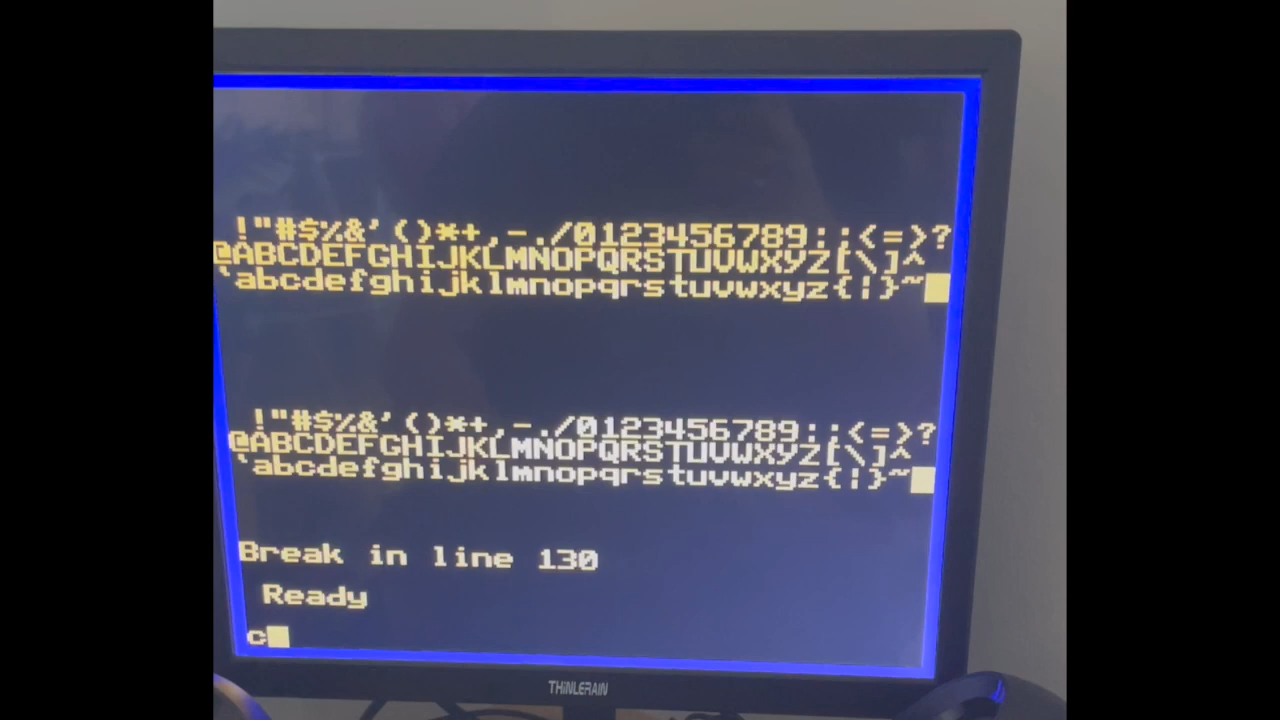 !"#$%&'()*+,-./0123456789:;<=>?
@ABCDEFGHIJKLMNOPQRSTUVWXYZ[\]^
`abcdefghijklmnopqrstuvwxyz{¦}~
!"#$%&'()*+,-./0123456789:;<=>?
@ABCDEFGHIJKLMNOPQRSTUVWXYZ[\]^
`abcdefghijklmnopqrstuvwxyz{¦}~
Break in line 130
Ready
c
THINLERAIN